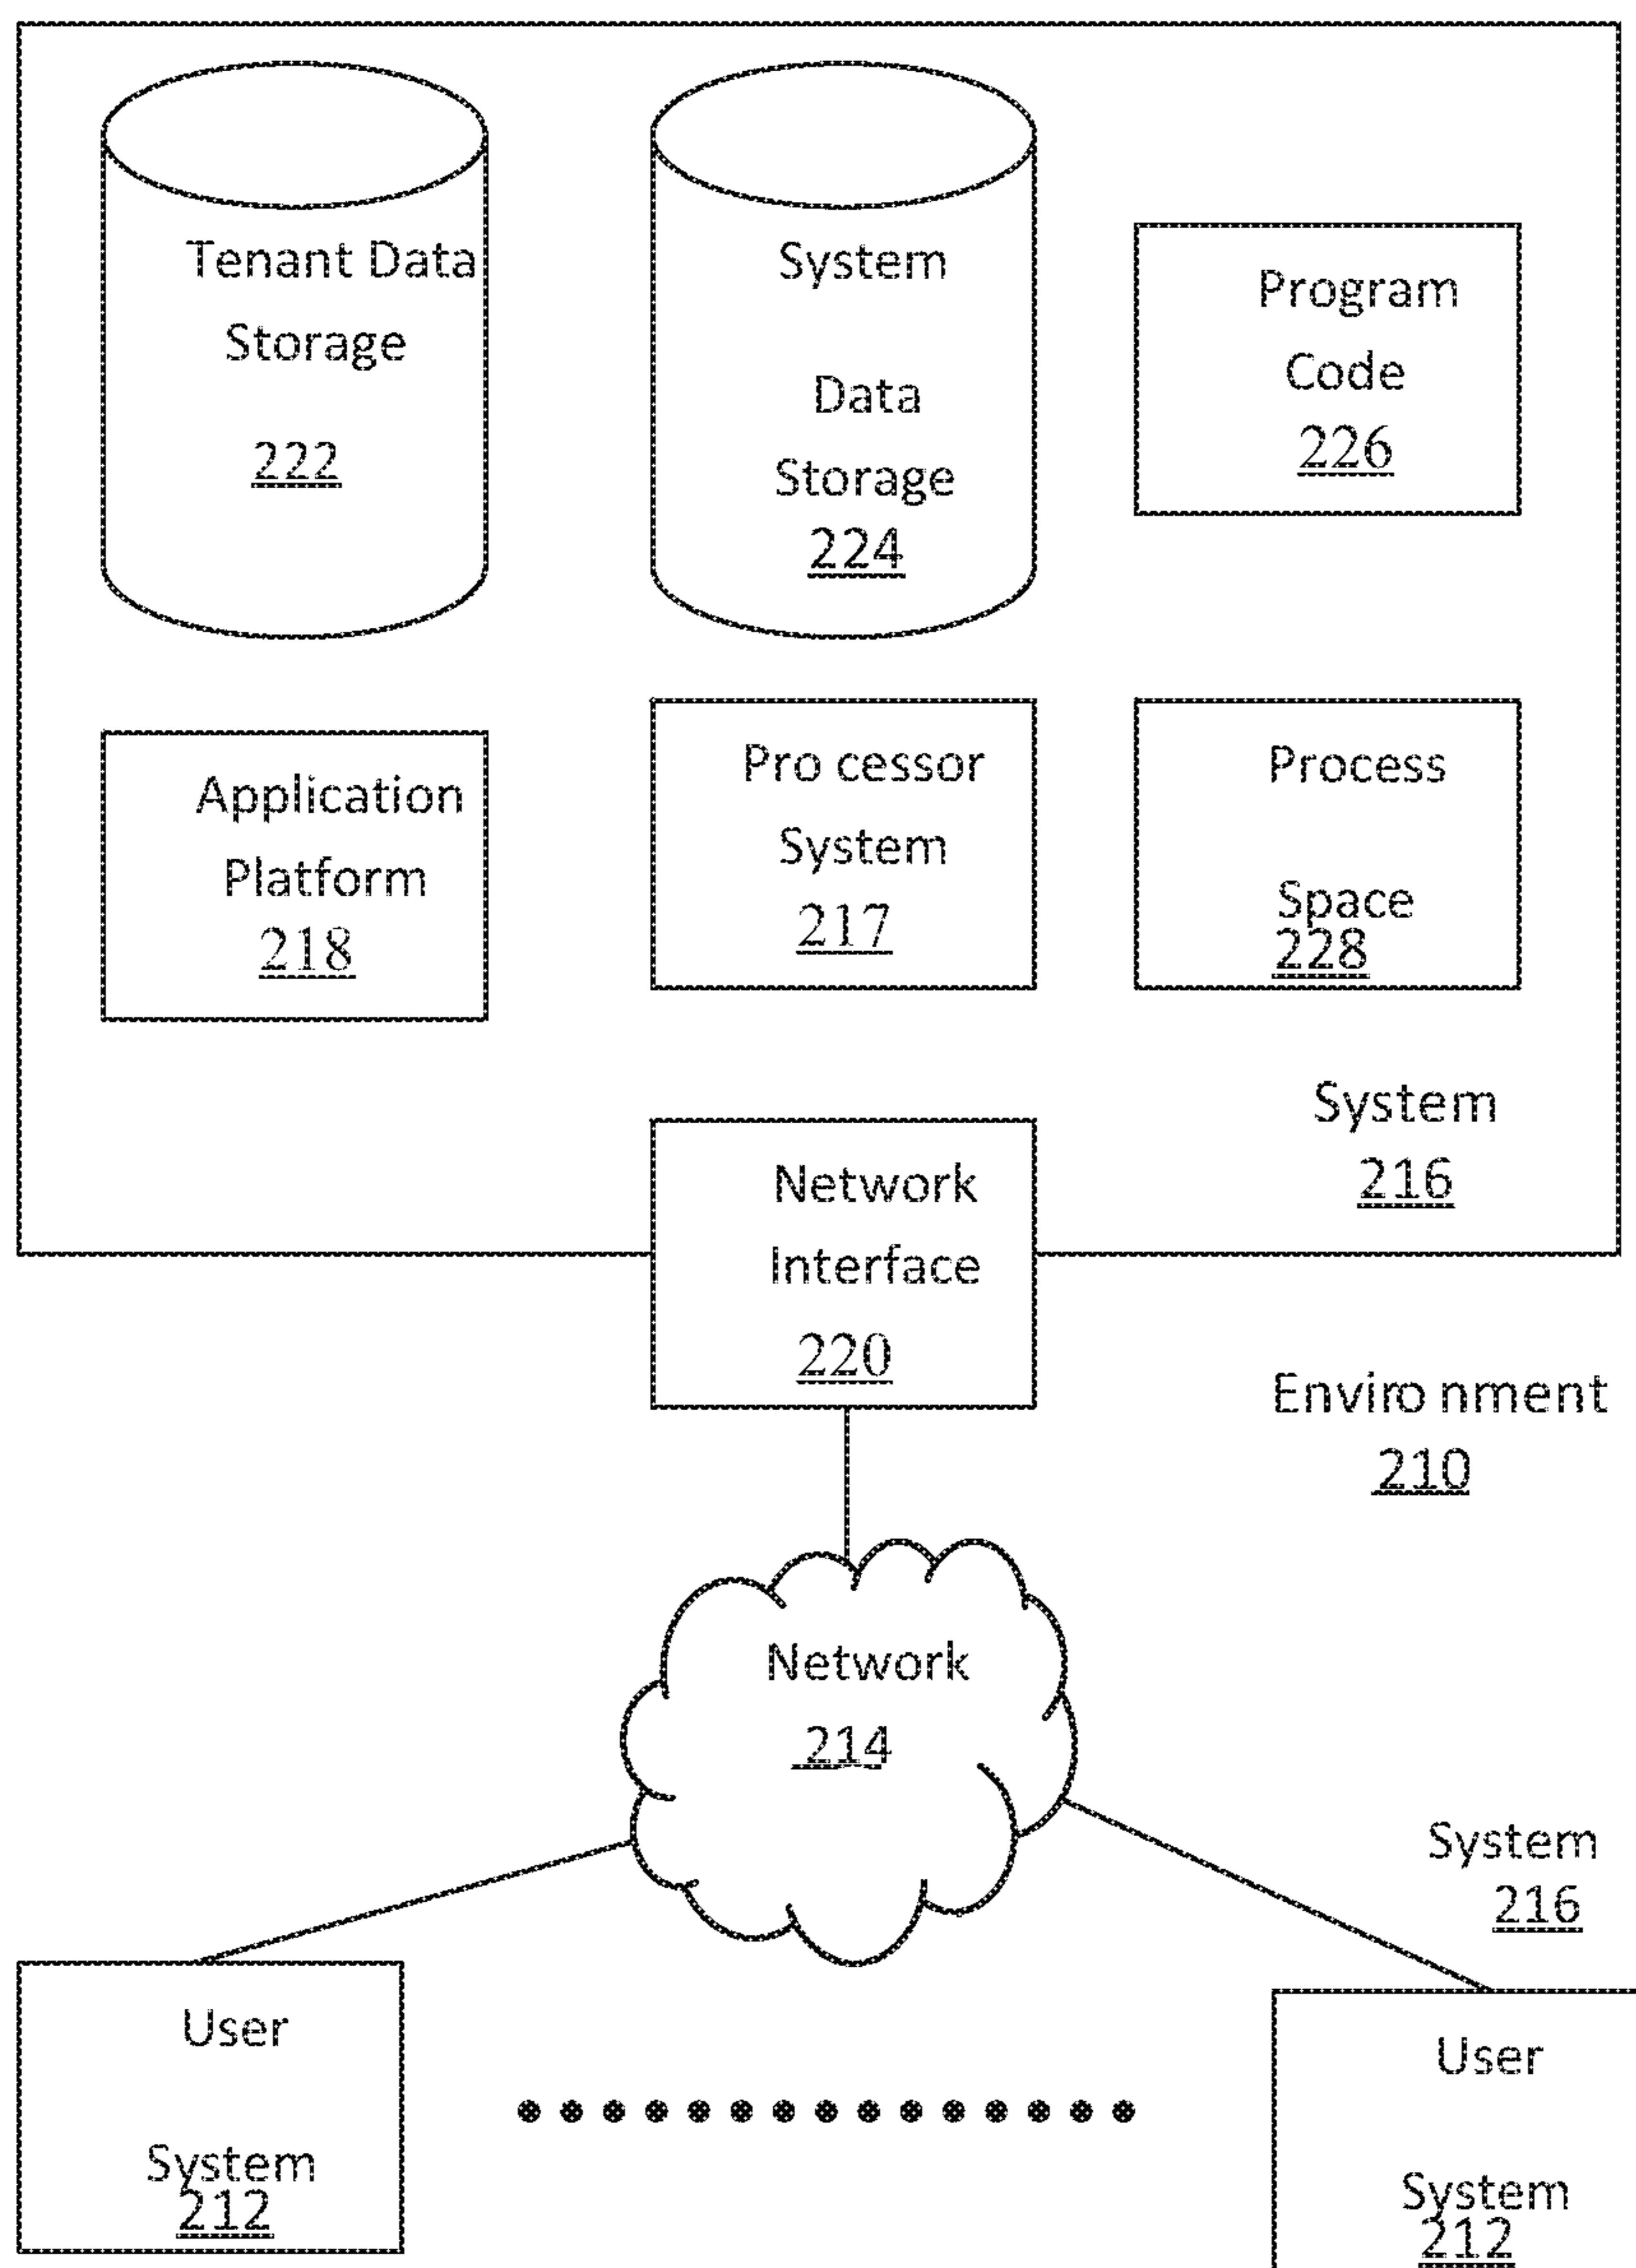 Tenant Data
Storage
222
System
Data
Storage
224
Program
Code
226
Application
Platform
218
Pro cessor
System
217
Process
Space
228
System
216
Network
Interface
220
Enviro nment
210
Network
214
System
216
User
System
212
User
System
212